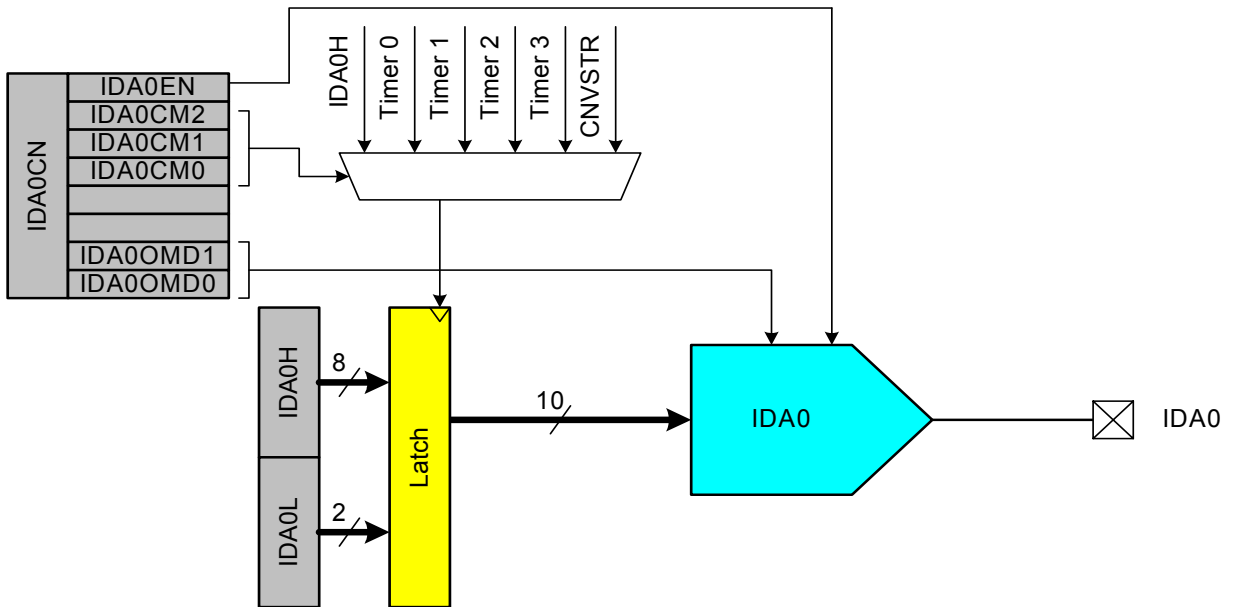 IDA0CN
IDA0EN
IDA0CM2
IDA0CM1
IDA0CM0
IDA0OMD1
IDA0OMD0
IDA0H
Timer 0
Timer 1
Timer 2
Timer 3
CNVSTR
IDA0H
8
IDA0L
2
Latch
10
IDA0
IDA0